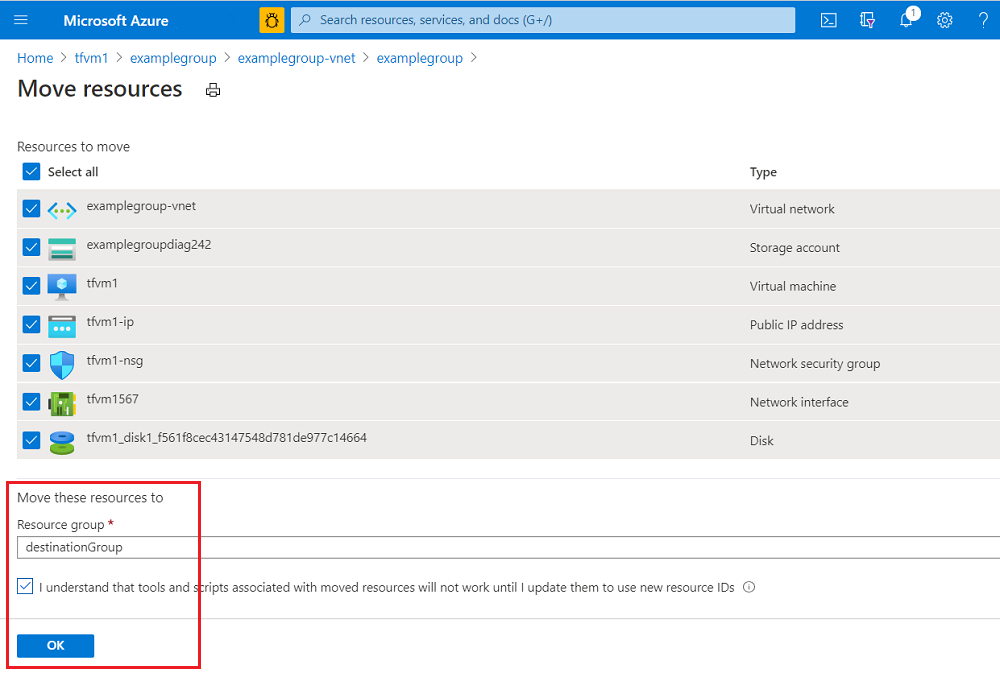 Microsoft Azure
Search resources, services, and docs (G+/)
1
?
Home > tfvm1 > examplegroup > examplegroup-vnet > examplegroup >
Move resources
Resources to move
Select all Type
examplegroup-vnet Virtual network
examplegroupdiag242 Storage account
tfvm1 Virtual machine
tfvm1-ip Public IP address
tfvm1-nsg Network security group
tfvm1567 Network interface
tfvm1_disk1_f561f8cec43147548d781de977c14664 Disk
Move these resources to
Resource group *
destinationGroup
I understand that tools and scripts associated with moved resources will not work until I update them to use new resource IDs
OK